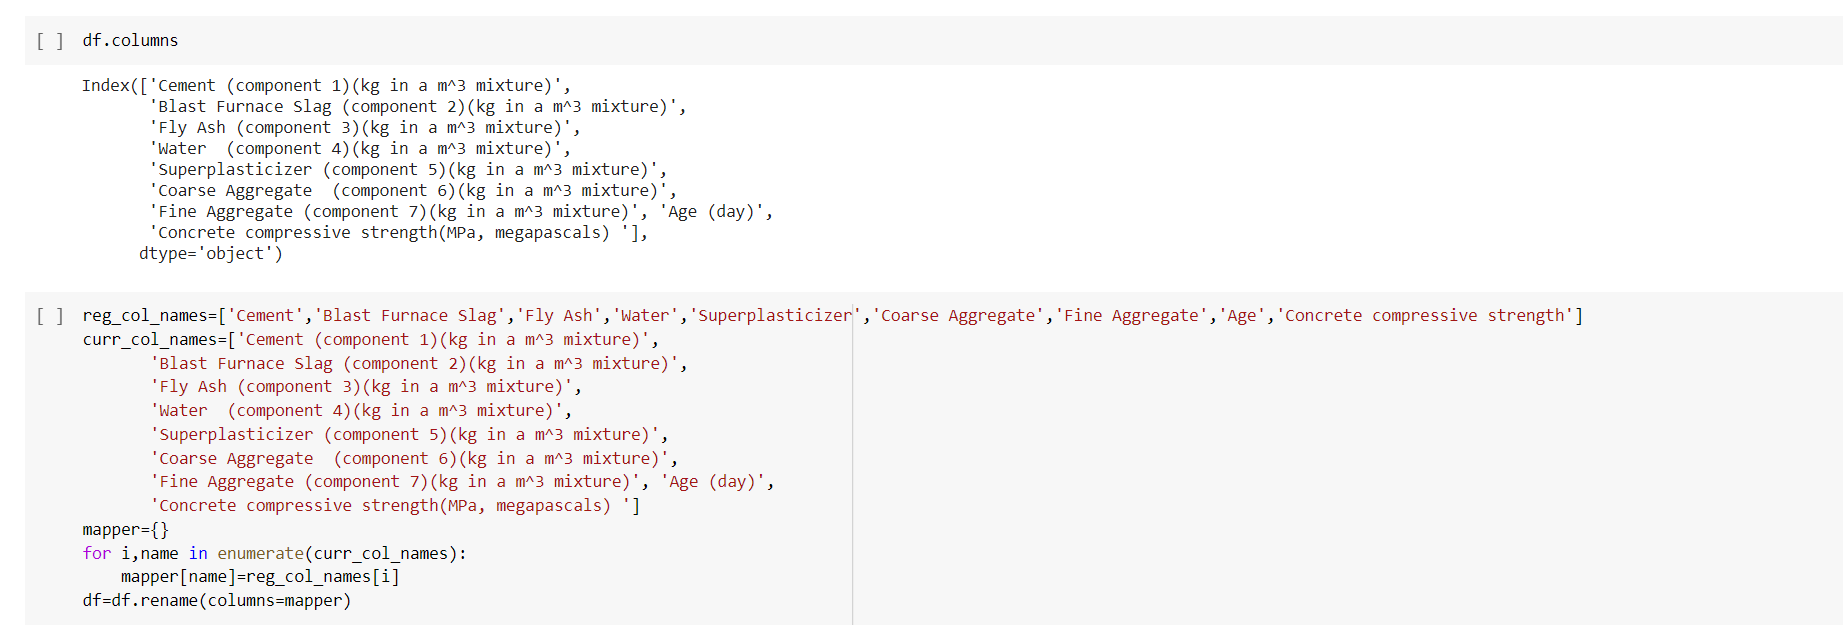 [ ] df.columns
Index(['Cement (component 1)(kg in a m^3 mixture)',
'Blast Furnace Slag (component 2)(kg in a m^3 mixture)',
'Fly Ash (component 3)(kg in a m^3 mixture)',
'Water  (component 4)(kg in a m^3 mixture)',
'Superplasticizer (component 5)(kg in a m^3 mixture)',
'Coarse Aggregate  (component 6)(kg in a m^3 mixture)',
'Fine Aggregate (component 7)(kg in a m^3 mixture)', 'Age (day)',
'Concrete compressive strength(MPa, megapascals) '],
dtype='object')
[ ] reg_col_names=['Cement','Blast Furnace Slag','Fly Ash','Water','Superplasticizer','Coarse Aggregate','Fine Aggregate','Age','Concrete compressive strength']
curr_col_names=['Cement (component 1)(kg in a m^3 mixture)',
'Blast Furnace Slag (component 2)(kg in a m^3 mixture)',
'Fly Ash (component 3)(kg in a m^3 mixture)',
'Water  (component 4)(kg in a m^3 mixture)',
'Superplasticizer (component 5)(kg in a m^3 mixture)',
'Coarse Aggregate  (component 6)(kg in a m^3 mixture)',
'Fine Aggregate (component 7)(kg in a m^3 mixture)', 'Age (day)',
'Concrete compressive strength(MPa, megapascals) ']
mapper={}
for i,name in enumerate(curr_col_names):
    mapper[name]=reg_col_names[i]
df=df.rename(columns=mapper)